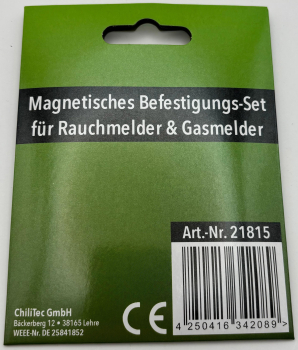 Magnetisches Befestigungs-Set
für Rauchmelder & Gasmelder
Art.-Nr. 21815
ChiliTec GmbH
Bäckerberg 12 • 38165 Lehre
WEEE-Nr. DE 25841852
CE
4 250416 342089 >